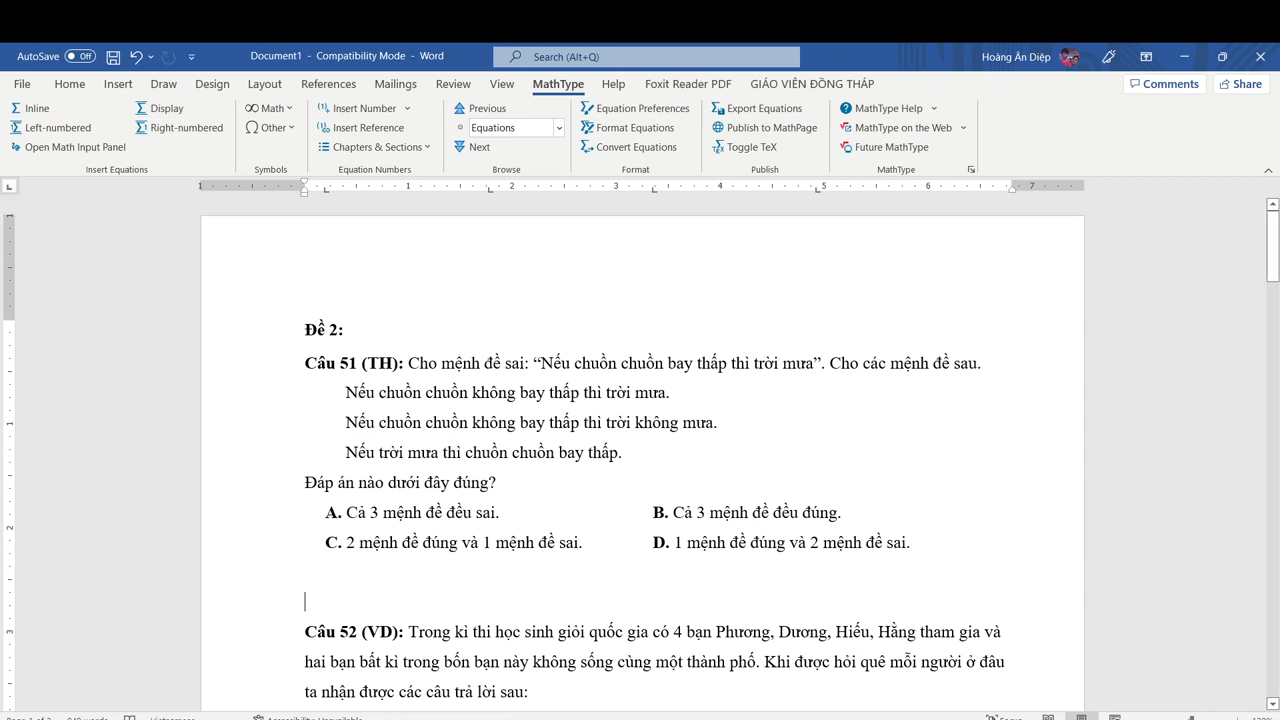 AutoSave Off Document1 - Compatibility Mode - Word Search (Alt+Q) Hoàng Ân Diệp
File Home Insert Draw Design Layout References Mailings Review View MathType Help Foxit Reader PDF GIÁO VIÊN ĐỒNG THÁP Comments Share
Inline Display Math Insert Number Previous Equation Preferences Export Equations MathType Help
Left-numbered Right-numbered Other Insert Reference Equations Format Equations Publish to MathPage MathType on the Web
Open Math Input Panel Chapters & Sections Next Convert Equations Toggle TeX Future MathType
Insert Equations Symbols Equation Numbers Browse Format Publish MathType
1 1 2 3 4 5 6 7
Đề 2:
Câu 51 (TH): Cho mệnh đề sai: “Nếu chuồn chuồn bay thấp thì trời mưa”. Cho các mệnh đề sau.
Nếu chuồn chuồn không bay thấp thì trời mưa.
Nếu chuồn chuồn không bay thấp thì trời không mưa.
Nếu trời mưa thì chuồn chuồn bay thấp.
Đáp án nào dưới đây đúng?
A. Cả 3 mệnh đề đều sai. B. Cả 3 mệnh đề đều đúng.
C. 2 mệnh đề đúng và 1 mệnh đề sai. D. 1 mệnh đề đúng và 2 mệnh đề sai.
Câu 52 (VD): Trong kì thi học sinh giỏi quốc gia có 4 bạn Phương, Dương, Hiếu, Hằng tham gia và
hai bạn bất kì trong bốn bạn này không sống cùng một thành phố. Khi được hỏi quê mỗi người ở đâu
ta nhận được các câu trả lời sau: